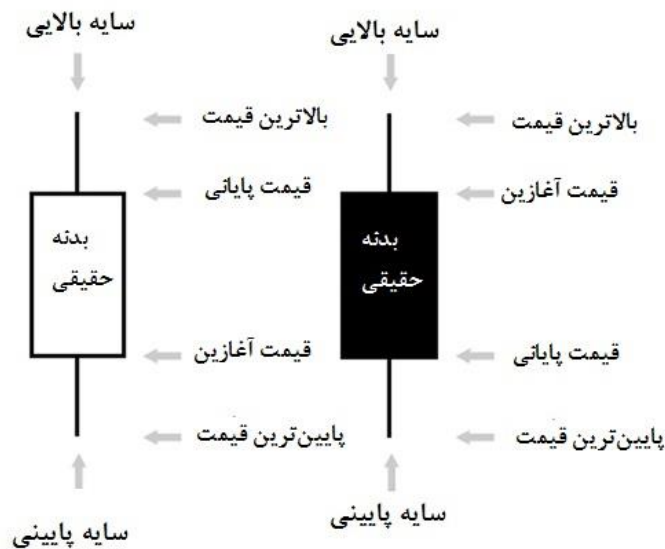 سایه بالایی
بالاترین قیمت
قیمت پایانی
بدنه
حقیقی
قیمت آغازین
پایین‌ترین قیمت
سایه پایینی
سایه بالایی
بالاترین قیمت
قیمت آغازین
بدنه
حقیقی
قیمت پایانی
پایین‌ترین قیمت
سایه پایینی